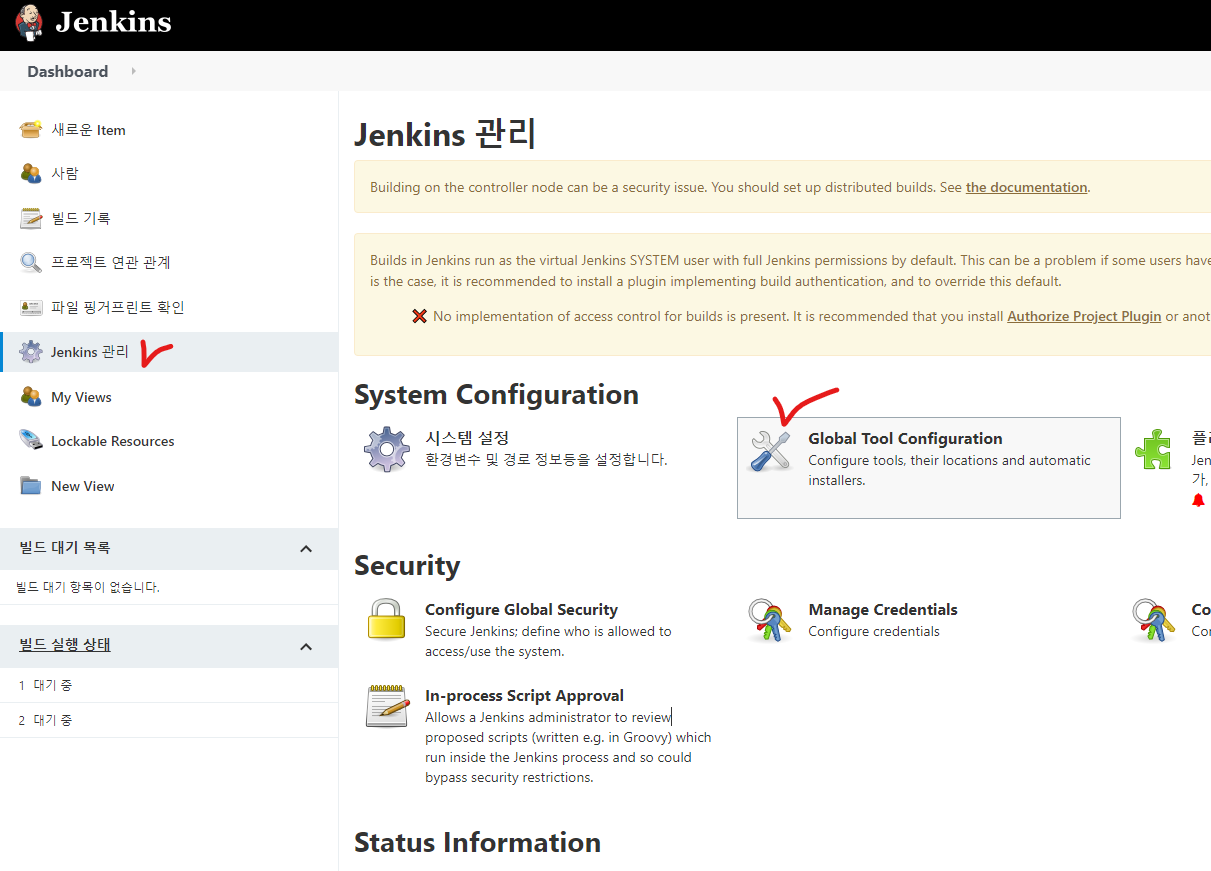 Jenkins
Dashboard
새로운 Item
사람
빌드 기록
프로젝트 연관 관계
파일 핑거프린트 확인
Jenkins 관리
My Views
Lockable Resources
New View
빌드 대기 목록
빌드 대기 항목이 없습니다.
빌드 실행 상태
1 대기 중
2 대기 중
Jenkins 관리
Building on the controller node can be a security issue. You should set up distributed builds. See the documentation.
Builds in Jenkins run as the virtual Jenkins SYSTEM user with full Jenkins permissions by default. This can be a problem if some users have
is the case, it is recommended to install a plugin implementing build authentication, and to override this default.
No implementation of access control for builds is present. It is recommended that you install Authorize Project Plugin or anot
System Configuration
시스템 설정
환경변수 및 경로 정보등을 설정합니다.
Global Tool Configuration
Configure tools, their locations and automatic
installers.
플러
Jen
가,
Security
Configure Global Security
Secure Jenkins; define who is allowed to
access/use the system.
Manage Credentials
Configure credentials
Co
Con
In-process Script Approval
Allows a Jenkins administrator to review
proposed scripts (written e.g. in Groovy) which
run inside the Jenkins process and so could
bypass security restrictions.
Status Information